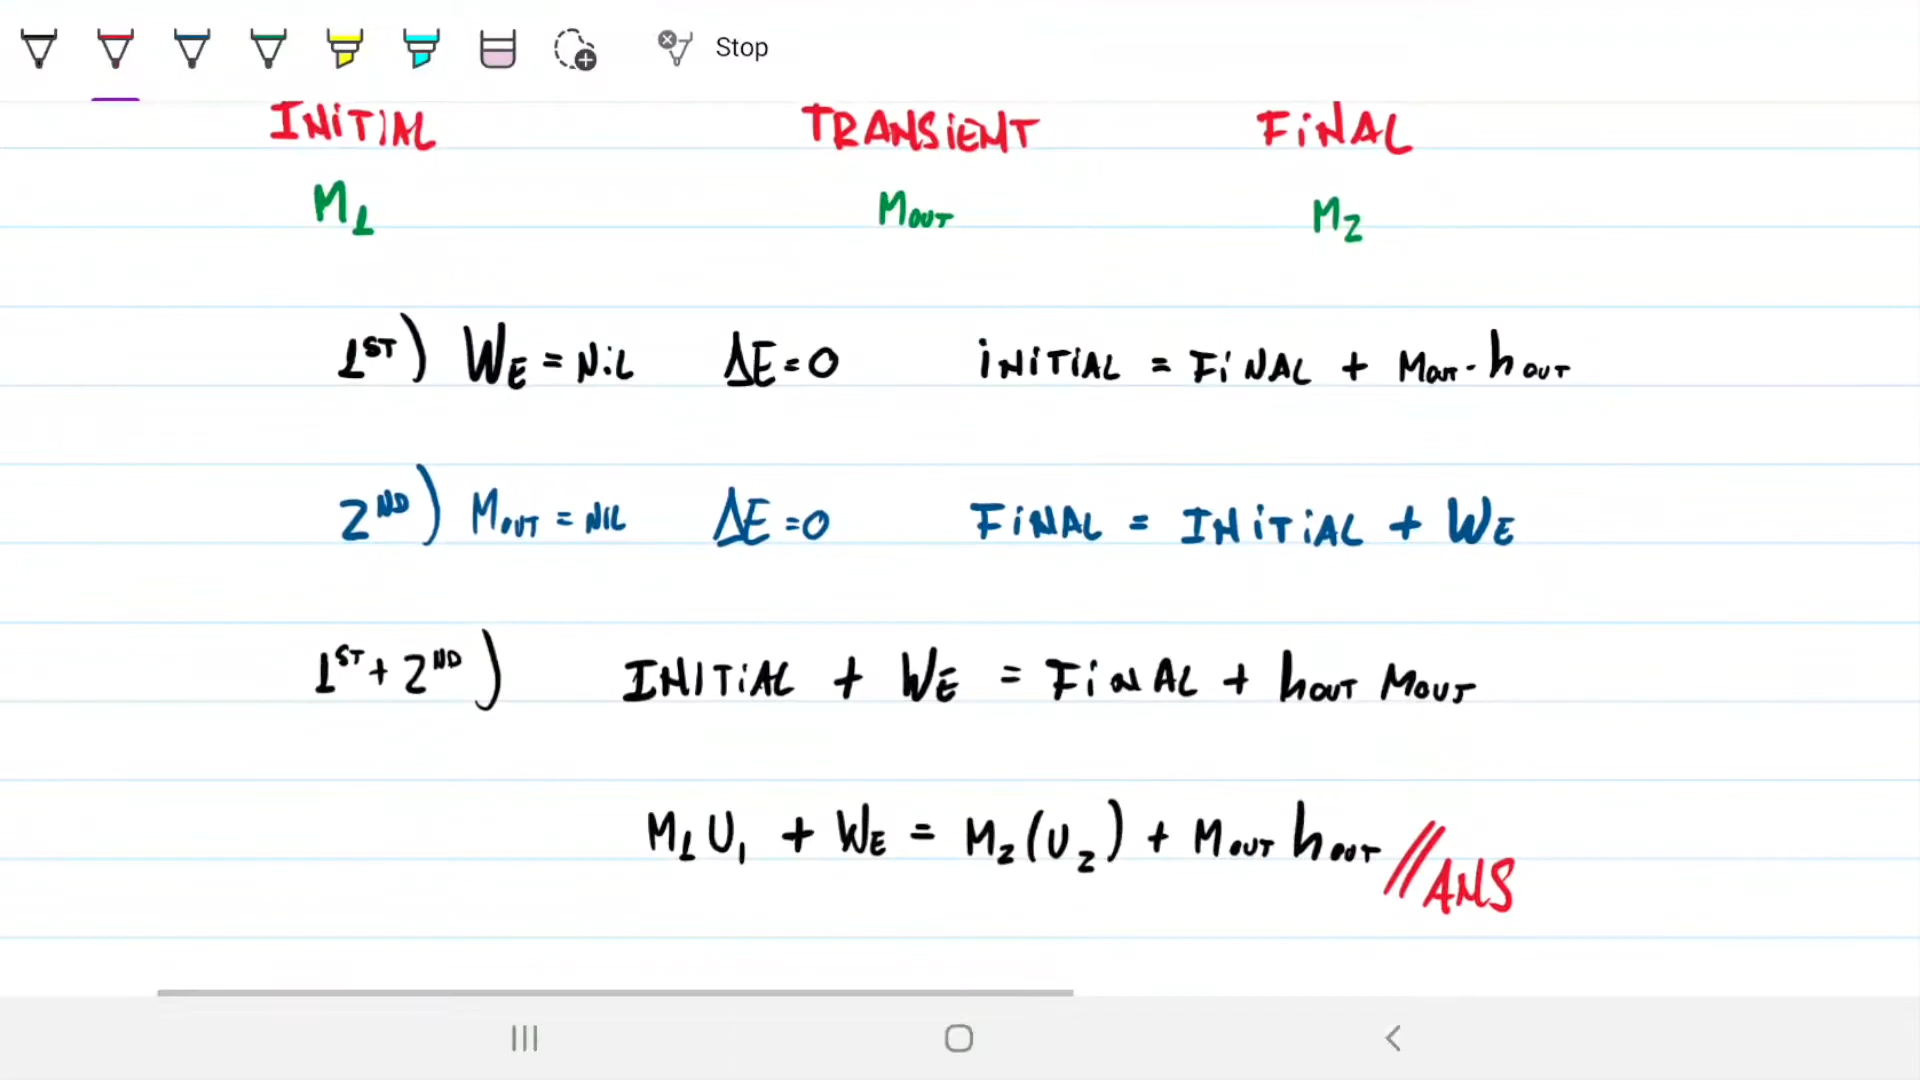 Stop
INITIAL TRANSIENT FINAL
M1 MOUT M2
1ST) WE = NIL ΔE = 0 INITIAL = FINAL + MOUT · hOUT
2ND) MOUT = NIL ΔE = 0 FINAL = INITIAL + WE
1ST + 2ND) INITIAL + WE = FINAL + hOUT MOUT
M1 U1 + WE = M2 (U2) + MOUT hOUT // ANS